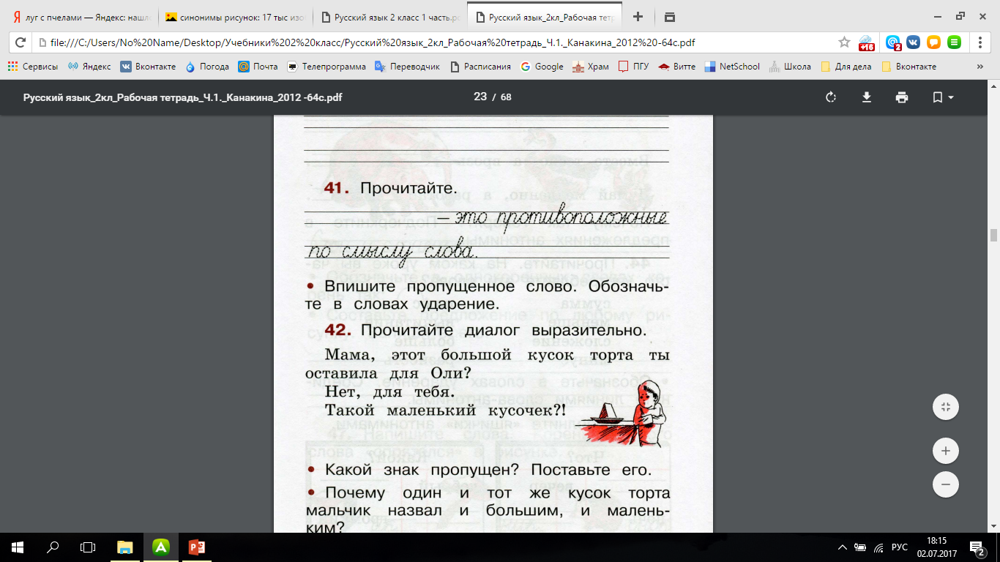 луг с пчелами — Яндекс: нашло
синонимы рисунок: 17 тыс изо
Русский язык 2 класс 1 часть.pd
Русский язык_2кл_Рабочая тетр
file:///C:/Users/No%20Name/Desktop/Учебники%202%20класс/Русский%20язык_2кл_Рабочая%20тетрадь_Ч.1._Канакина_2012%20-64с.pdf
+16
2
Сервисы Яндекс Вконтакте Погода Почта Телепрограмма Переводчик Расписания Google Храм ПГУ Витте NetSchool Школа Для дела Вконтакте »
Русский язык_2кл_Рабочая тетрадь_Ч.1._Канакина_2012 -64с.pdf 23 / 68
41. Прочитайте.
– это противоположные
по смыслу слова.
• Впишите пропущенное слово. Обозначь-
те в словах ударение.
42. Прочитайте диалог выразительно.
Мама, этот большой кусок торта ты
оставила для Оли?
Нет, для тебя.
Такой маленький кусочек?!
• Какой знак пропущен? Поставьте его.
• Почему один и тот же кусок торта
мальчик назвал и большим, и малень-
ким?
РУС
18:15
02.07.2017
2